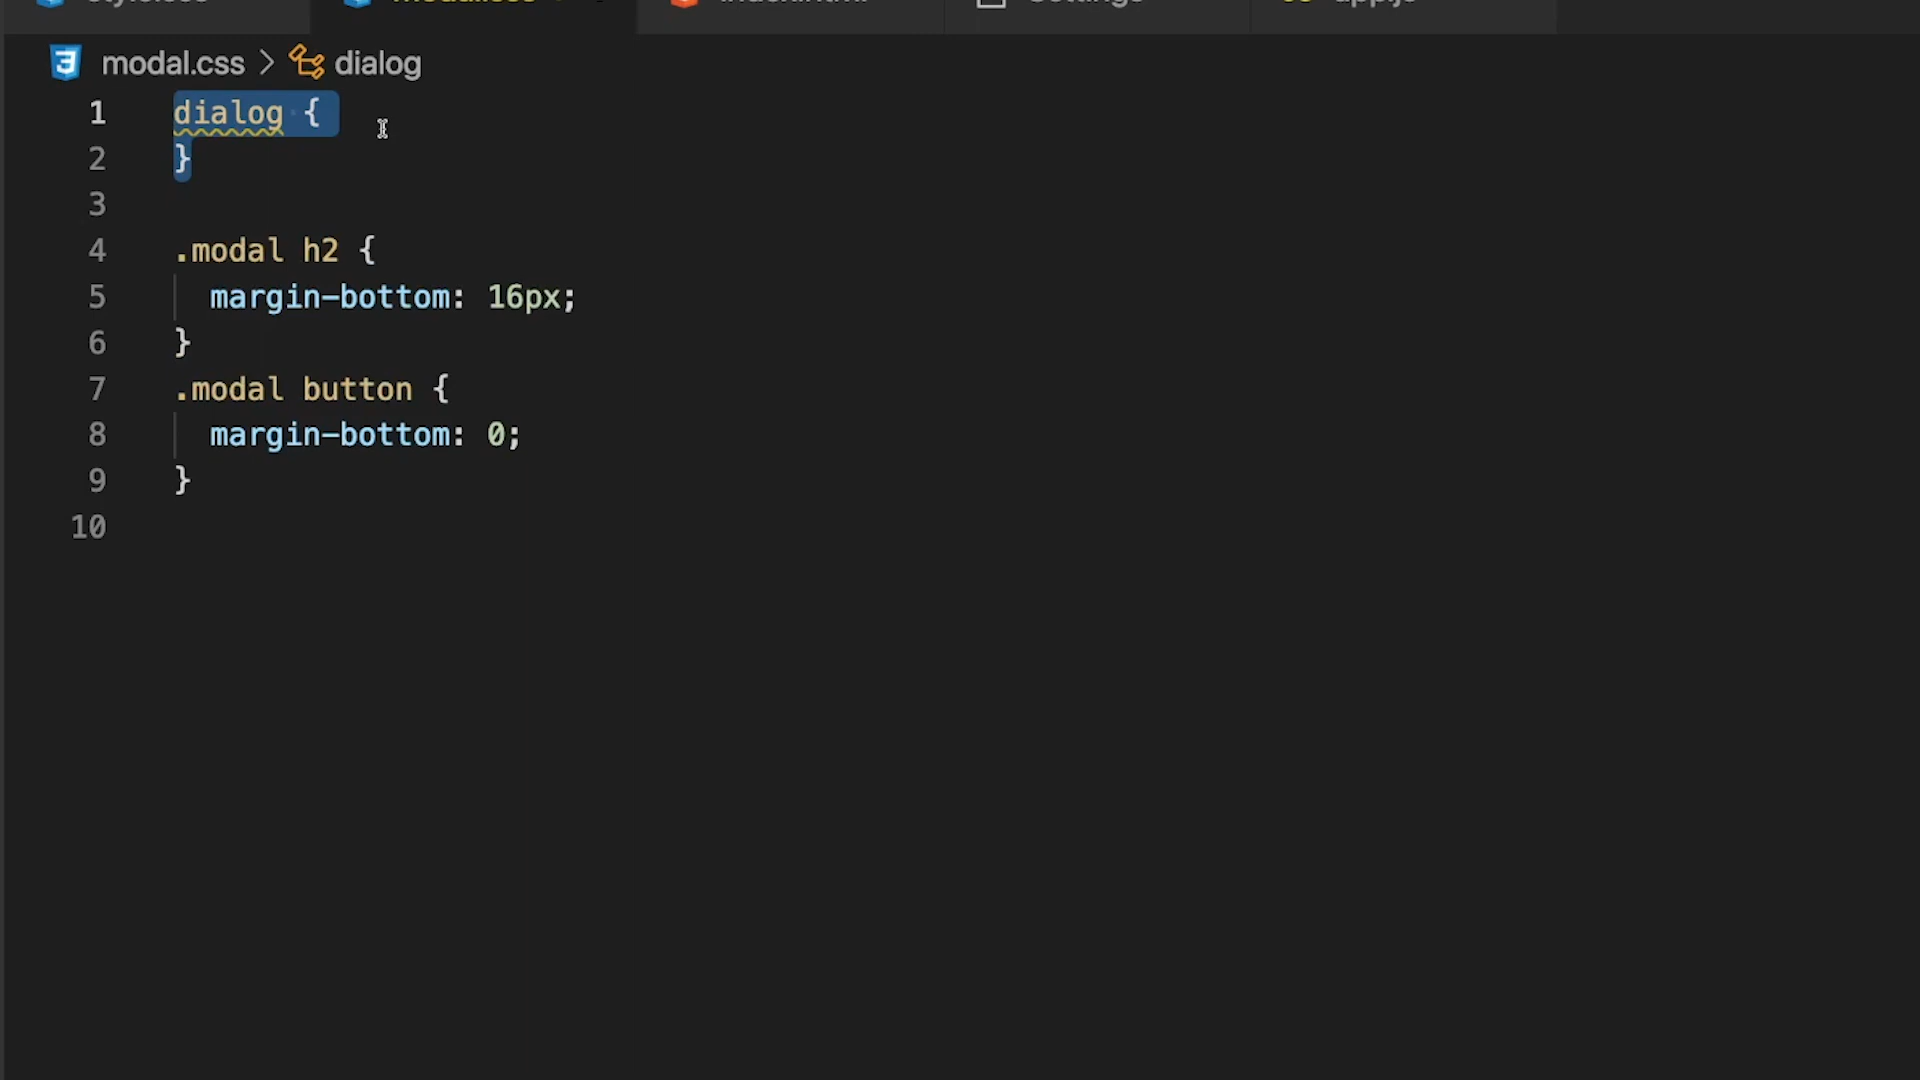 modal.css > dialog
1 dialog {
2 }
3
4 .modal h2 {
5 margin-bottom: 16px;
6 }
7 .modal button {
8 margin-bottom: 0;
9 }
10